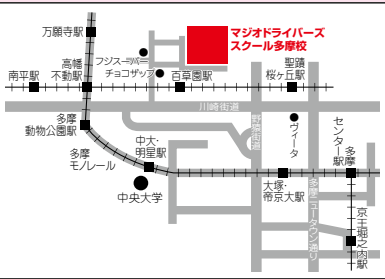 マジオドライバーズ
スクール多摩校
万願寺駅
フジスーパー
チョコザップ
高幡
不動駅
南平駅
百草園駅
聖蹟
桜ヶ丘駅
川崎街道
多摩
動物公園駅
野猿街道
ヴィータ
多摩
センター駅
中大・
明星駅
多摩
モノレール
中央大学
大塚・
帝京大駅
多摩ニュータウン通り
京王堀之内駅